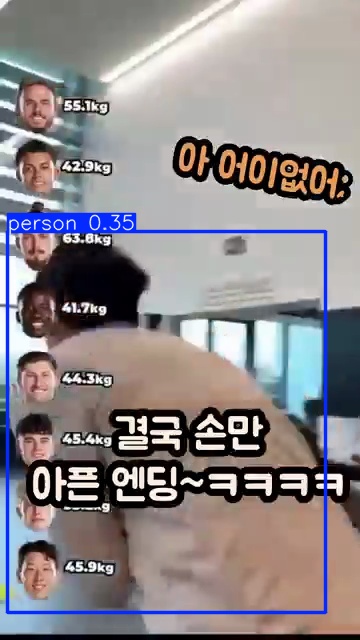 55.1kg
42.9kg
아 어이없어;
person 0.35
63.8kg
41.7kg
44.3kg
45.4kg
결국 손만
아픈 엔딩~ㅋㅋㅋㅋ
45.9kg